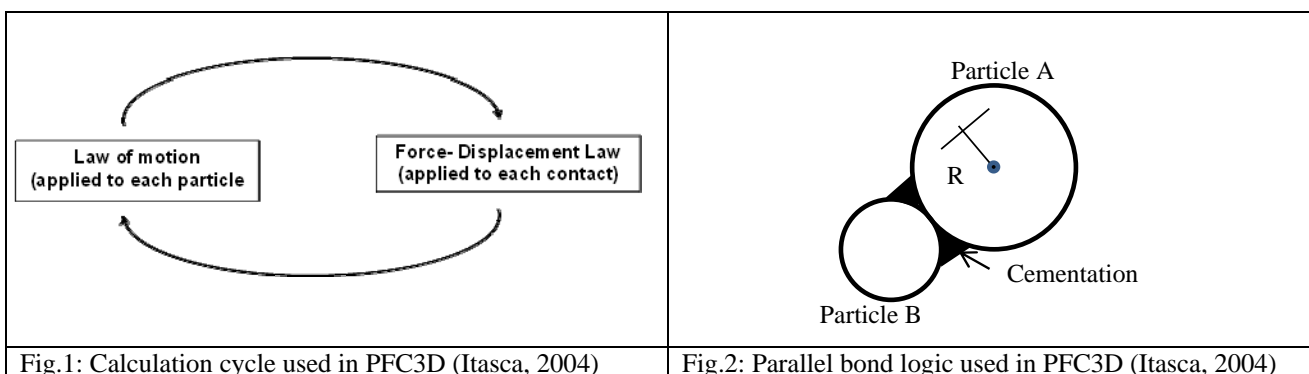 Law of motion
(applied to each particle
Force- Displacement Law
(applied to each contact)
Fig.1: Calculation cycle used in PFC3D (Itasca, 2004)
Particle A
R
Cementation
Particle B
Fig.2: Parallel bond logic used in PFC3D (Itasca, 2004)